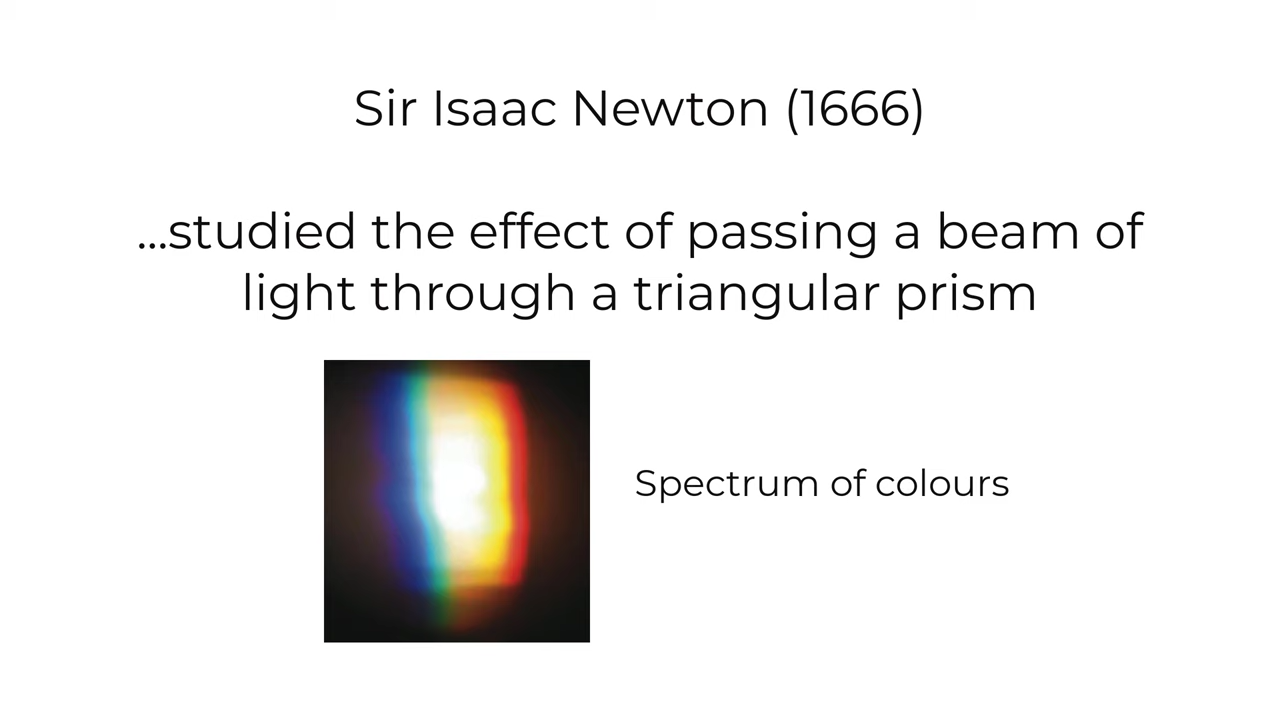 Sir Isaac Newton (1666)
...studied the effect of passing a beam of
light through a triangular prism
Spectrum of colours